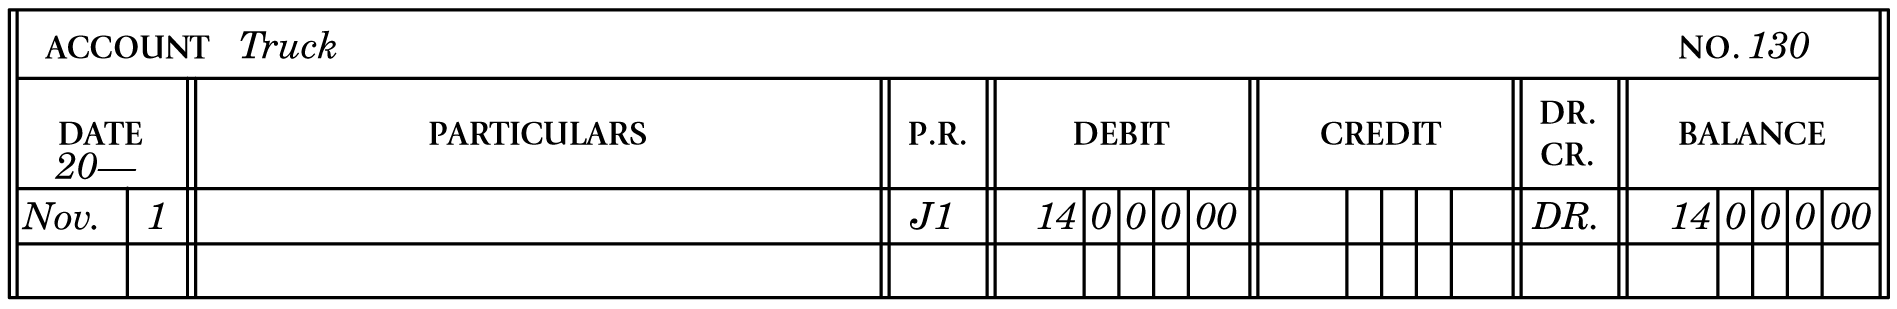 ACCOUNT Truck NO. 130
DATE PARTICULARS P.R. DEBIT CREDIT DR. CR. BALANCE
20—
Nov. 1 J1 14 0 0 0 00 DR. 14 0 0 0 00